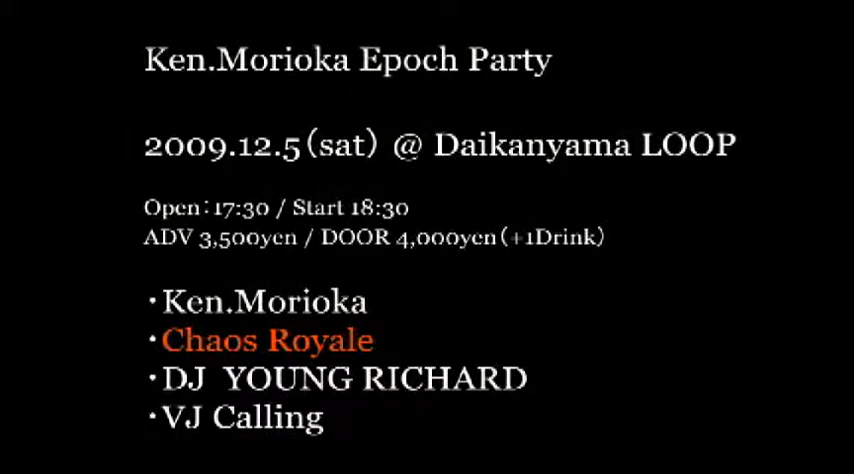 Ken.Morioka Epoch Party
2009.12.5(sat) @ Daikanyama LOOP
Open:17:30 / Start 18:30
ADV 3,500yen / DOOR 4,000yen(+1Drink)
・Ken.Morioka
・Chaos Royale
・DJ YOUNG RICHARD
・VJ Calling